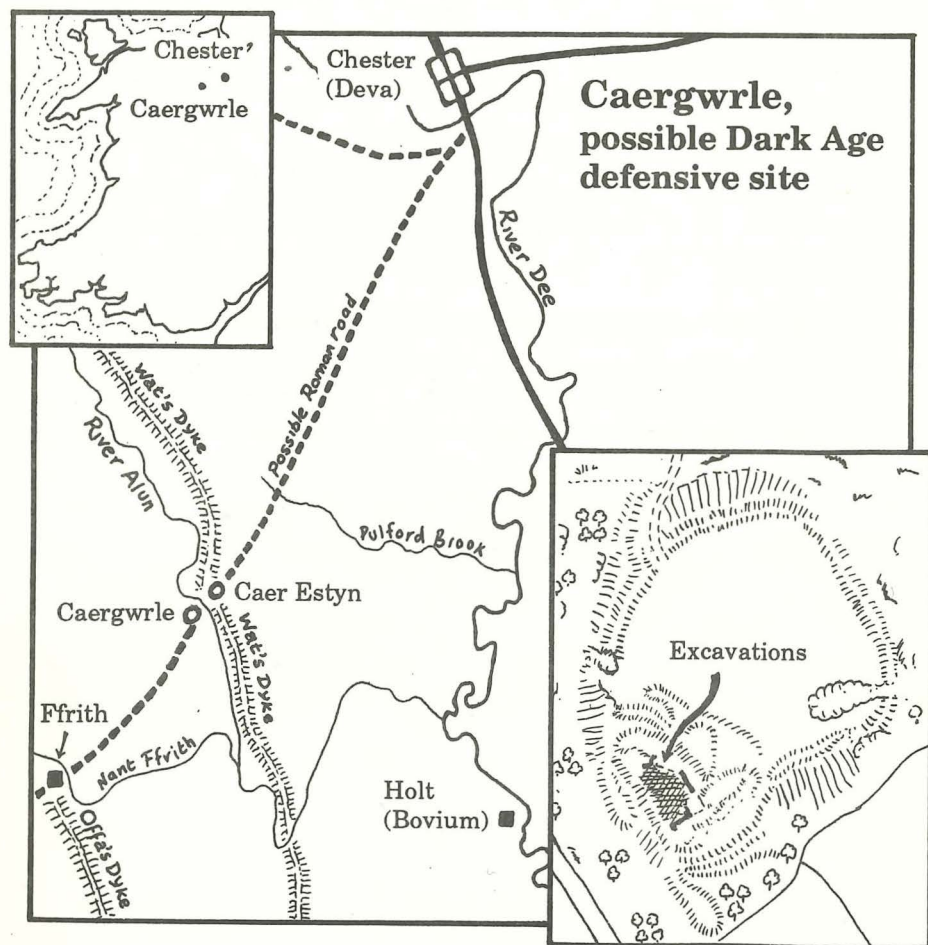 Chester
Caergwrle
Chester
(Deva)
Caergwrle,
possible Dark Age
defensive site
River Dee
Possible Roman road
Wat's Dyke
River Alun
Pulford Brook
Caer Estyn
Caergwrle
Wat's Dyke
Ffrith
Nant Ffrith
Offa's Dyke
Holt
(Bovium)
Excavations